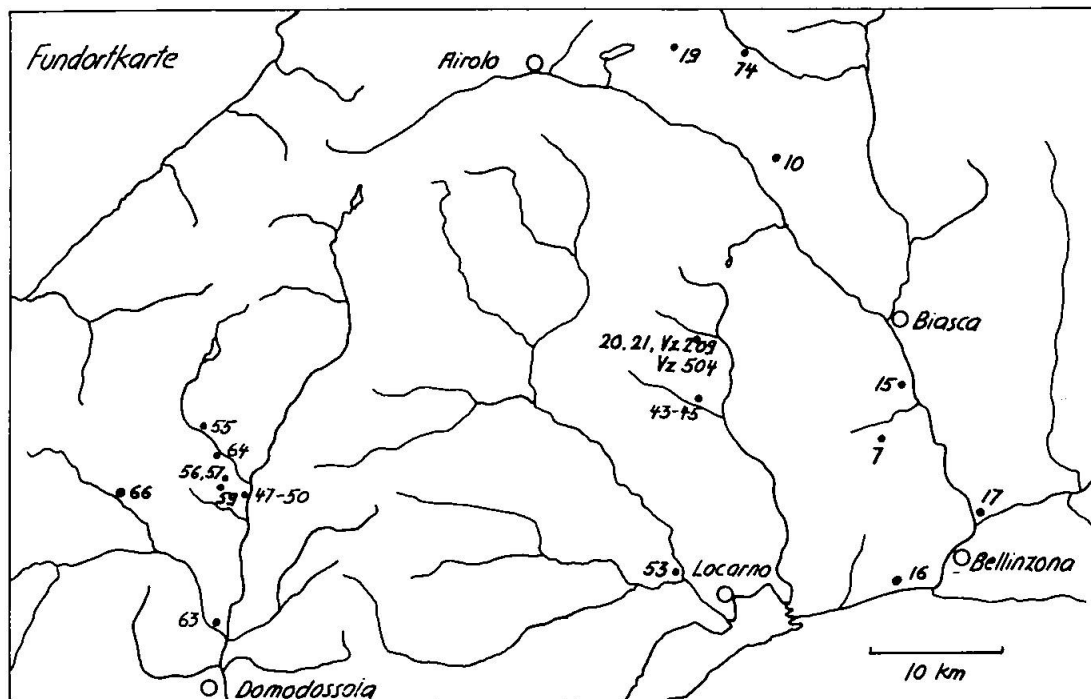 Fundortkarte
Airolo
19
74
10
Biasca
20.21, Vz 209
Vz 504
15
43-45
7
55
64
56,57
66
59
47-50
17
53
Locarno
16
Bellinzona
63
10 km
Domodossola